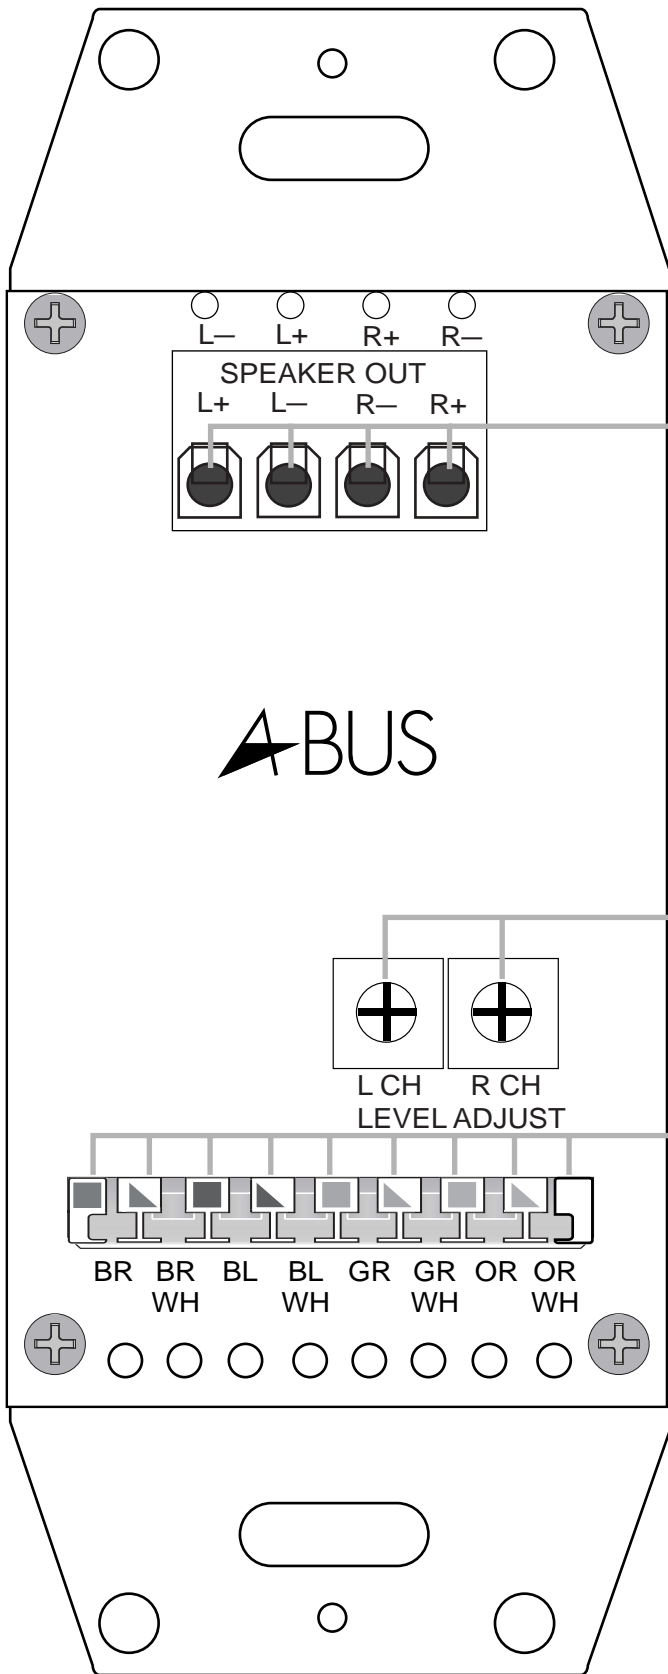 L– L+ R+ R–
SPEAKER OUT
L+ L– R– R+
A-BUS
L CH R CH
LEVEL ADJUST
BR BR BL BL GR GR OR OR
WH WH WH WH